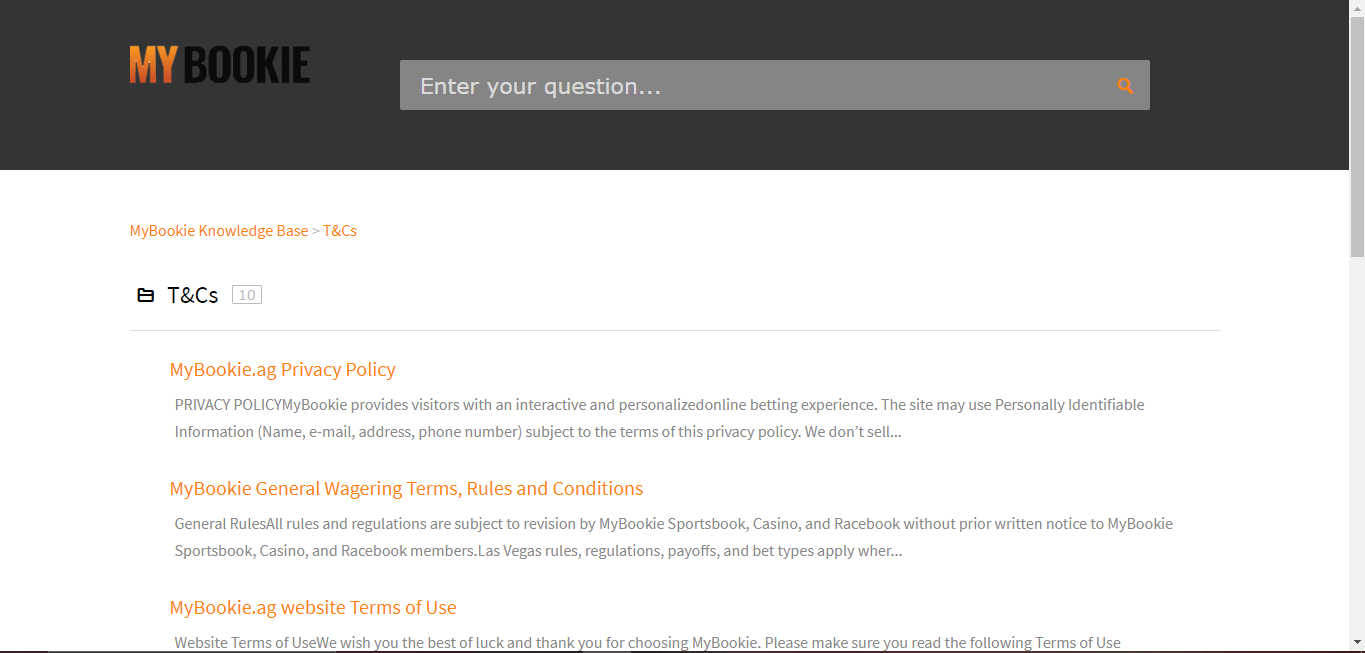 MY BOOKIE
Enter your question...
MyBookie Knowledge Base > T&Cs
T&Cs 10
MyBookie.ag Privacy Policy
PRIVACY POLICYMyBookie provides visitors with an interactive and personalizedonline betting experience. The site may use Personally Identifiable
Information (Name, e-mail, address, phone number) subject to the terms of this privacy policy. We don’t sell...
MyBookie General Wagering Terms, Rules and Conditions
General RulesAll rules and regulations are subject to revision by MyBookie Sportsbook, Casino, and Racebook without prior written notice to MyBookie
Sportsbook, Casino, and Racebook members.Las Vegas rules, regulations, payoffs, and bet types apply wher...
MyBookie.ag website Terms of Use
Website Terms of UseWe wish you the best of luck and thank you for choosing MyBookie. Please make sure you read the following Terms of Use